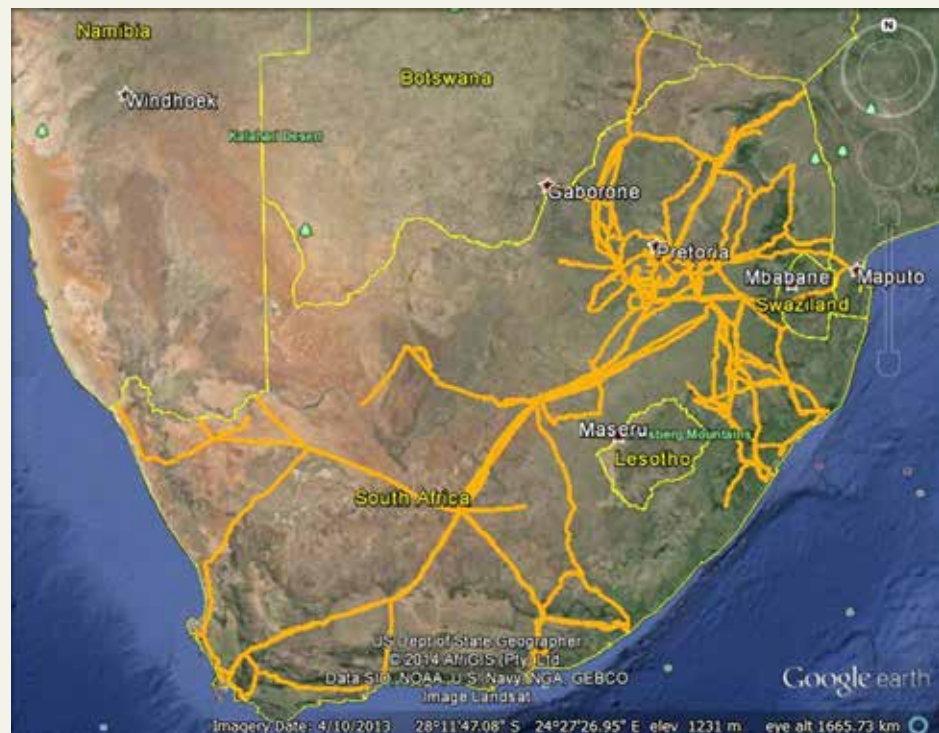 Namibia
N
Botswana
Windhoek
Kalahari Desert
Gaborone
Pretoria
Mbabane
Maputo
Swaziland
Maseru
sberg Mountains
Lesotho
South Africa
US Dept of State Geographer
© 2014 AfriGIS (Pty) Ltd.
Data SIO, NOAA, U.S. Navy, NGA, GEBCO
Image Landsat
Google earth
Imagery Date: 4/10/2013 28°11'47.08" S 24°27'26.95" E elev 1231 m eye alt 1665.73 km